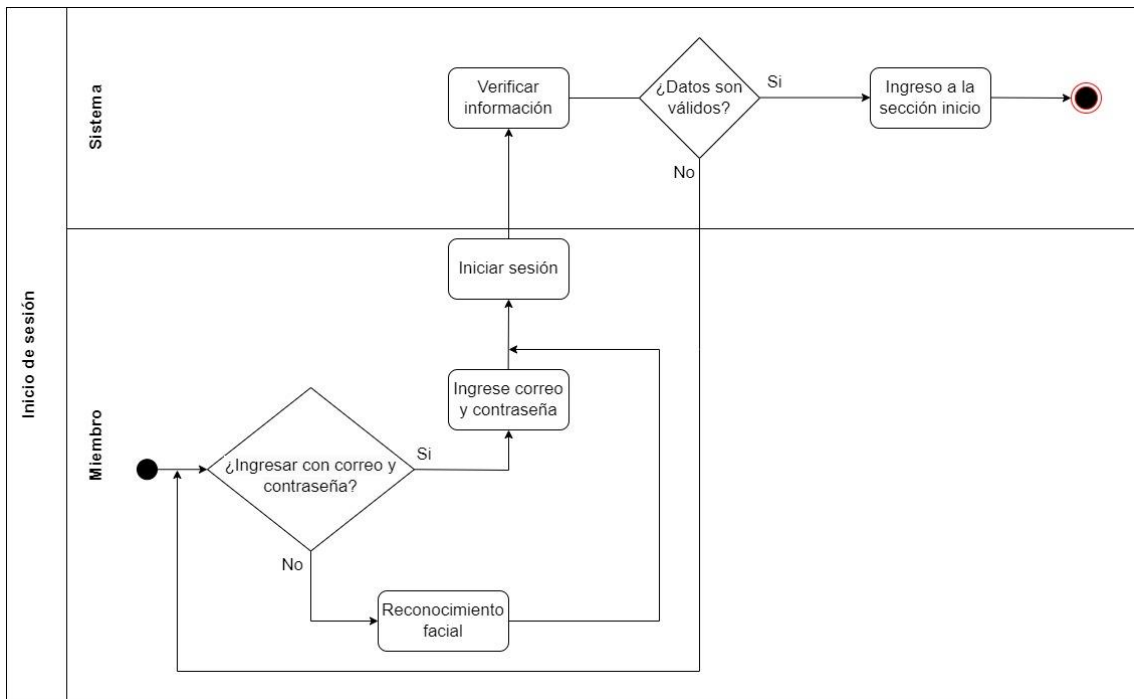 Inicio de sesión
Sistema
Verificar
información
¿Datos son
válidos?
Si
Ingreso a la
sección inicio
No
Miembro
Iniciar sesión
Ingrese correo
y contraseña
¿Ingresar con correo y
contraseña?
Si
No
Reconocimiento
facial